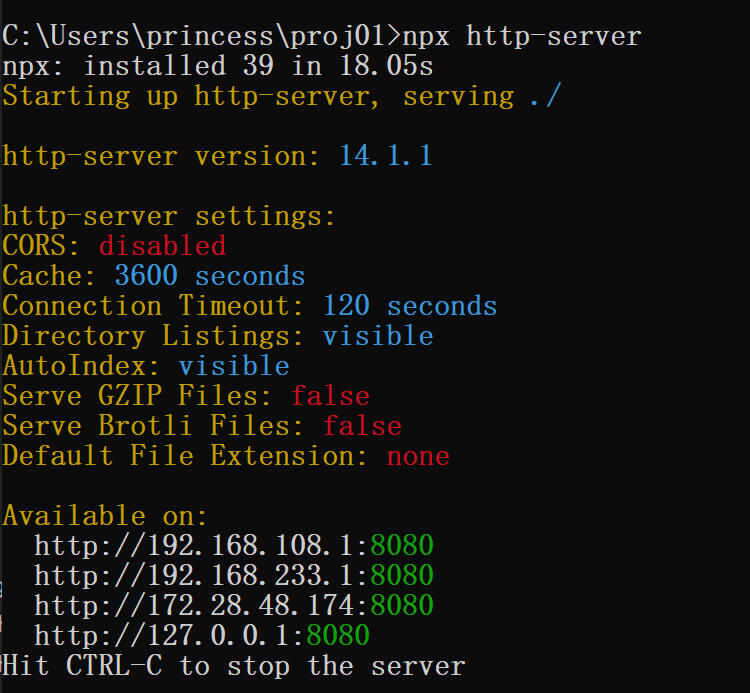 C:\Users\princess\proj01>npx http-server
npx: installed 39 in 18.05s
Starting up http-server, serving ./
http-server version: 14.1.1
http-server settings:
CORS: disabled
Cache: 3600 seconds
Connection Timeout: 120 seconds
Directory Listings: visible
AutoIndex: visible
Serve GZIP Files: false
Serve Brotli Files: false
Default File Extension: none
Available on:
http://192.168.108.1:8080
http://192.168.233.1:8080
http://172.28.48.174:8080
http://127.0.0.1:8080
Hit CTRL-C to stop the server